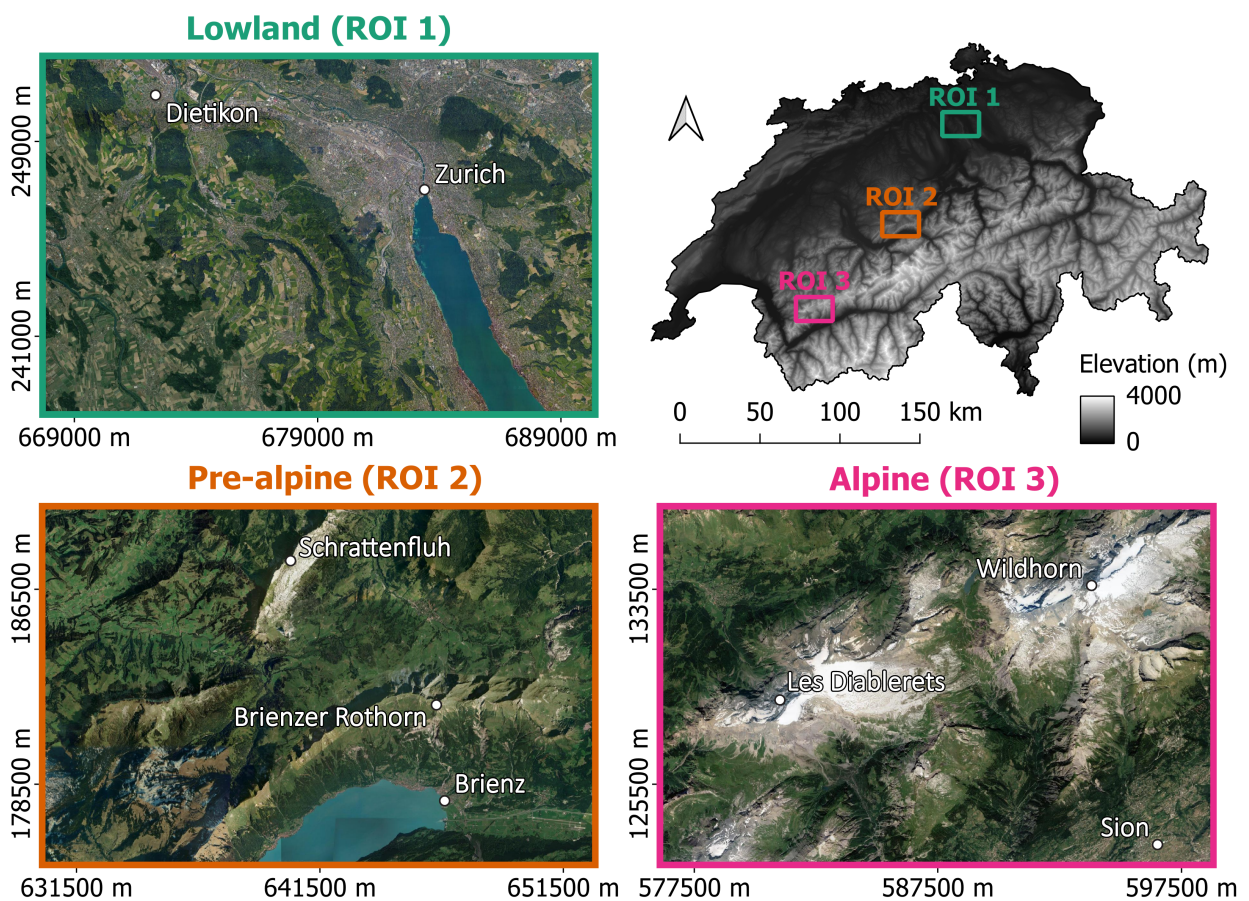 Lowland (ROI 1)
Dietikon
Zurich
249000 m
241000 m
669000 m
679000 m
689000 m
ROI 1
ROI 2
ROI 3
Elevation (m)
4000
0
0
50
100
150 km
Pre-alpine (ROI 2)
Schrattenfluh
Brienzer Rothorn
Brienz
186500 m
178500 m
631500 m
641500 m
651500 m
Alpine (ROI 3)
Wildhorn
Les Diablerets
Sion
133500 m
125500 m
577500 m
587500 m
597500 m